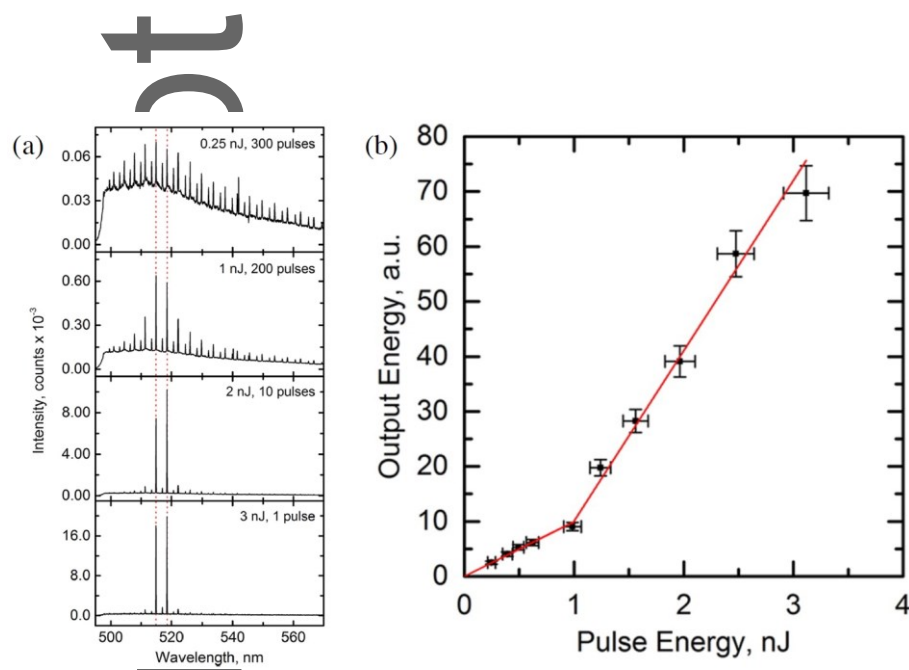 pt
(a)
0.25 nJ, 300 pulses
0.06
0.03
0.00
1 nJ, 200 pulses
0.60
0.30
0.00
2 nJ, 10 pulses
8.00
4.00
0.00
3 nJ, 1 pulse
16.0
8.0
0.0
500 520 540 560
Wavelength, nm
Intensity, counts x 10⁻³
(b)
80
70
60
50
40
30
20
10
0
0 1 2 3 4
Pulse Energy, nJ
Output Energy, a.u.